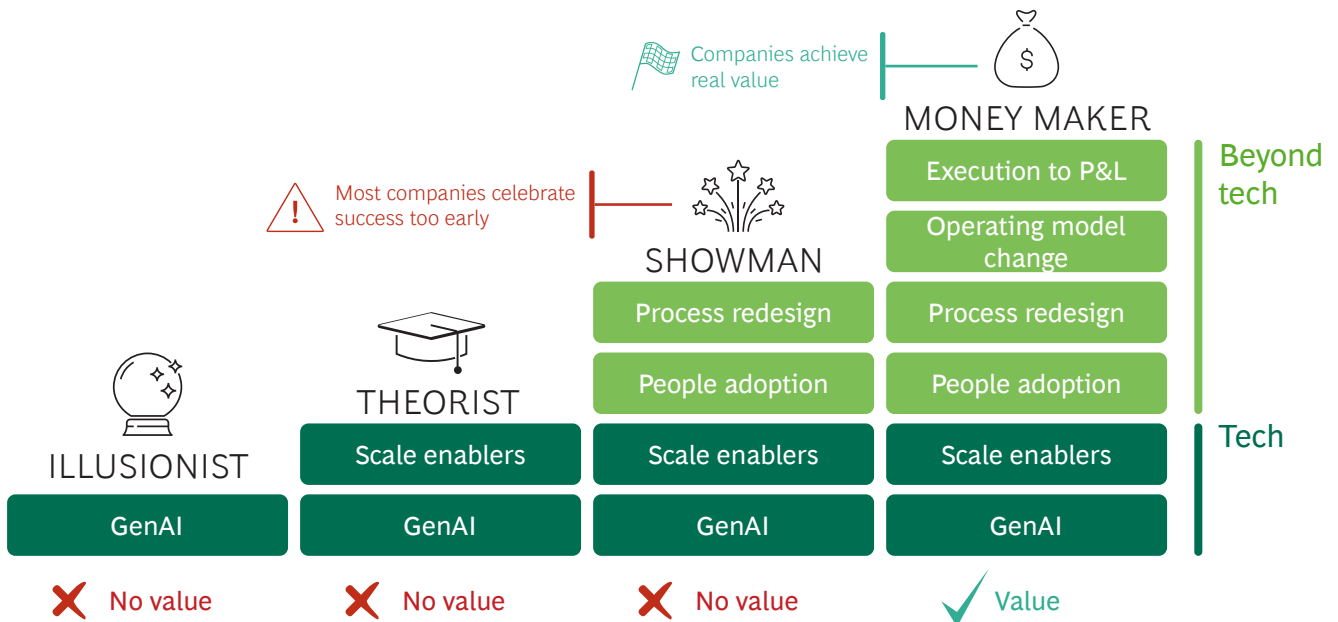 Companies achieve
real value
$
MONEY MAKER
Beyond
tech
Execution to P&L
Most companies celebrate
success too early
!
Operating model
change
SHOWMAN
Process redesign
Process redesign
THEORIST
People adoption
People adoption
ILLUSIONIST
Scale enablers
Scale enablers
Scale enablers
Tech
GenAI
GenAI
GenAI
GenAI
No value
No value
No value
Value